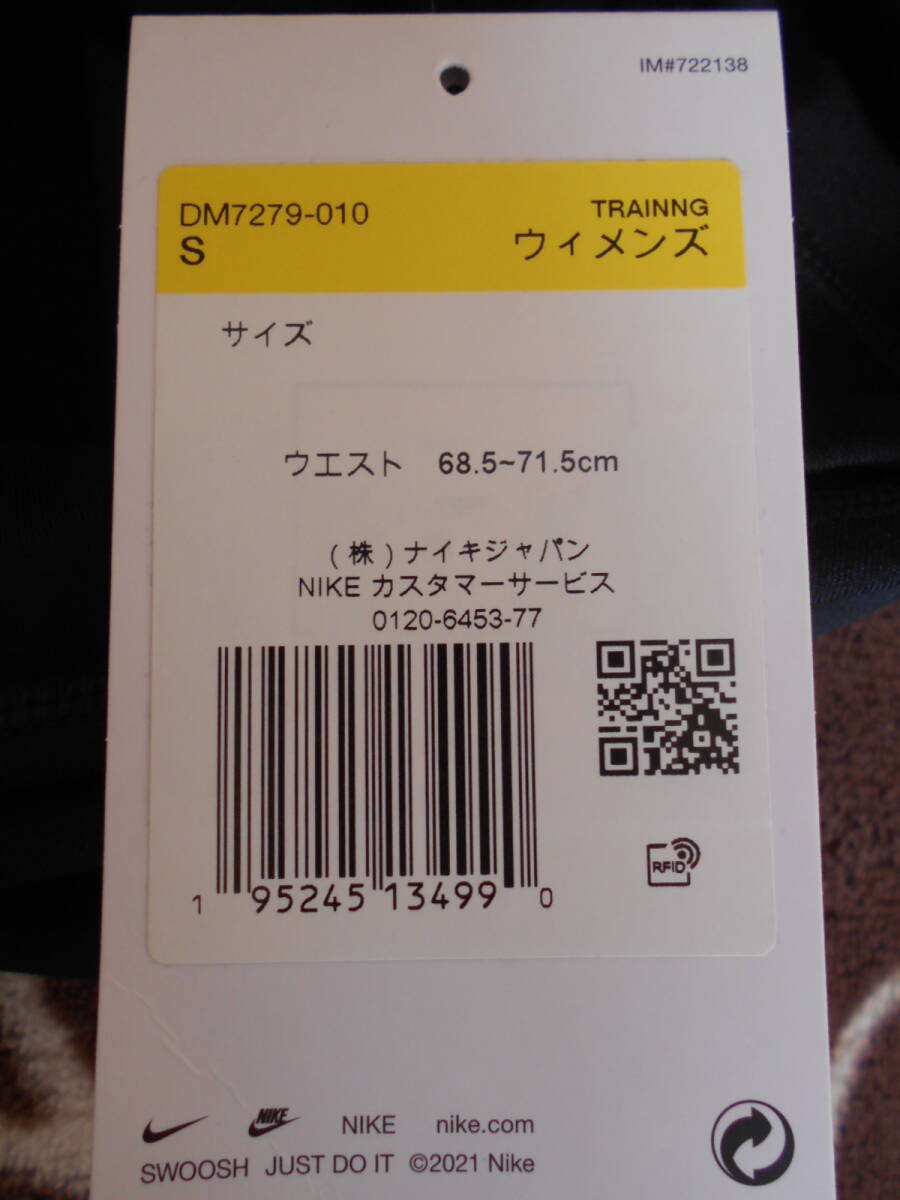 IM#722138
DM7279-010 TRAINNG
S ウィメンズ
サイズ
ウエスト 68.5~71.5cm
(株)ナイキジャパン
NIKE カスタマーサービス
0120-6453-77
RFID
1 95245 13499 0
NIKE NIKE nike.com
SWOOSH JUST DO IT ©2021 Nike